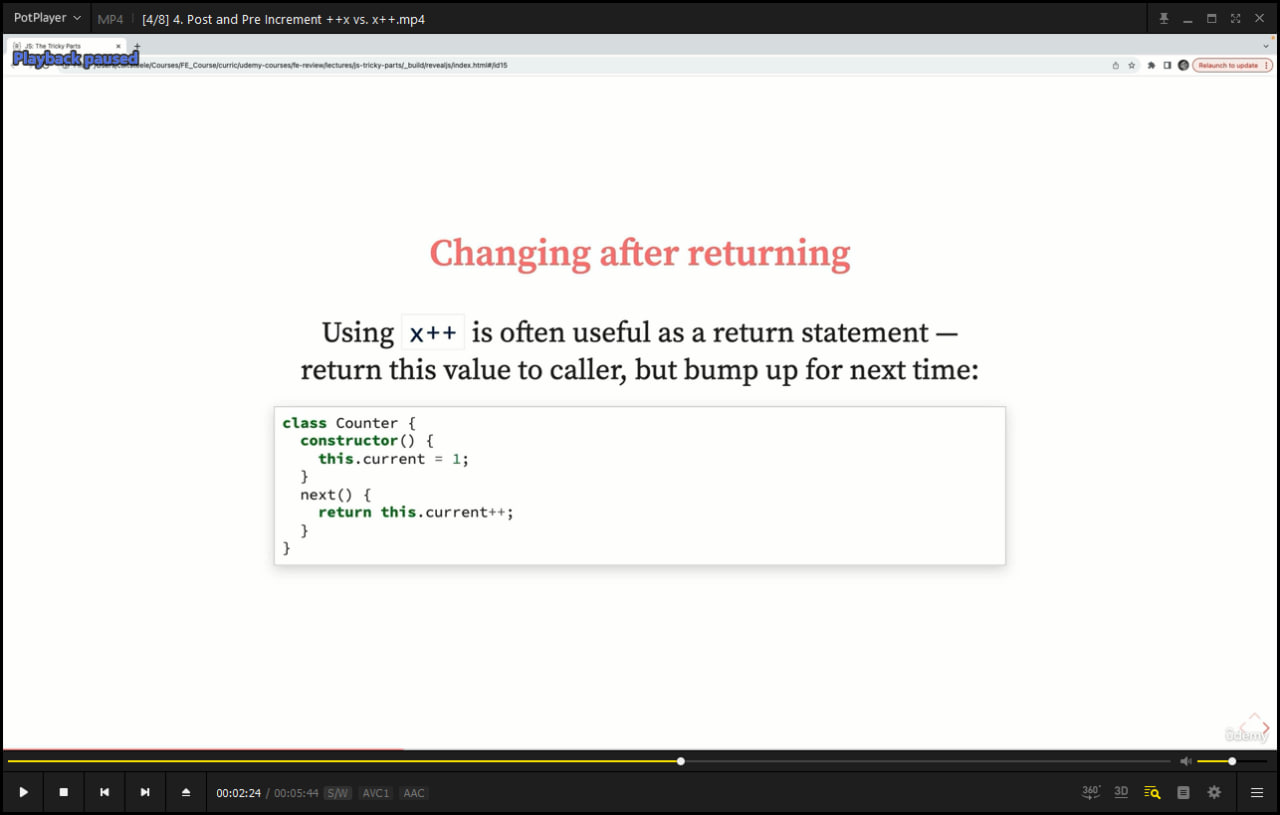 PotPlayer MP4 [4/8] 4. Post and Pre Increment ++x vs. x++.mp4
JS: The Tricky Parts
Playback paused
/Courses/FE_Course/curric/udemy-courses/fe-review/lectures/js-tricky-parts/_build/revealjs/index.html#/id15
Relaunch to update
Changing after returning
Using x++ is often useful as a return statement —
return this value to caller, but bump up for next time:
class Counter {
  constructor() {
    this.current = 1;
  }
  next() {
    return this.current++;
  }
}
ûdemy
00:02:24 / 00:05:44 S/W AVC1 AAC
360° 3D